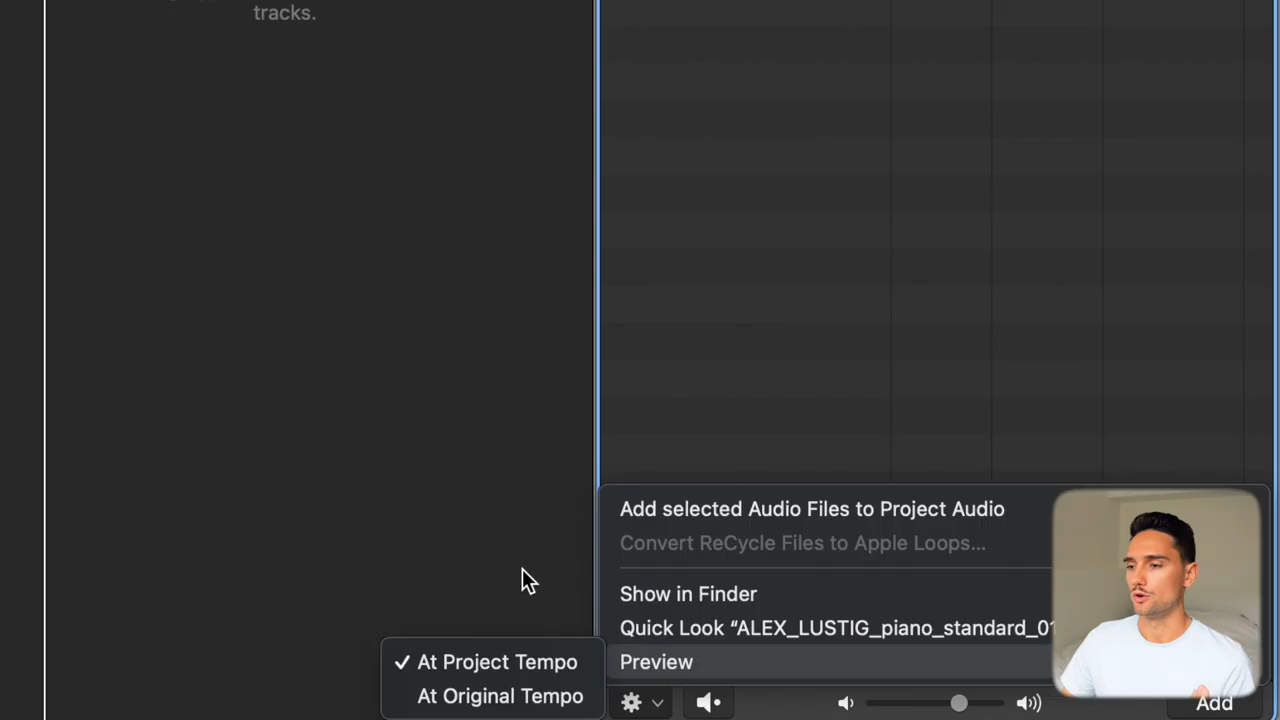 tracks.
Add selected Audio Files to Project Audio
Convert ReCycle Files to Apple Loops...
Show in Finder
Quick Look “ALEX_LUSTIG_piano_standard_01
Preview
✓ At Project Tempo
At Original Tempo
Add